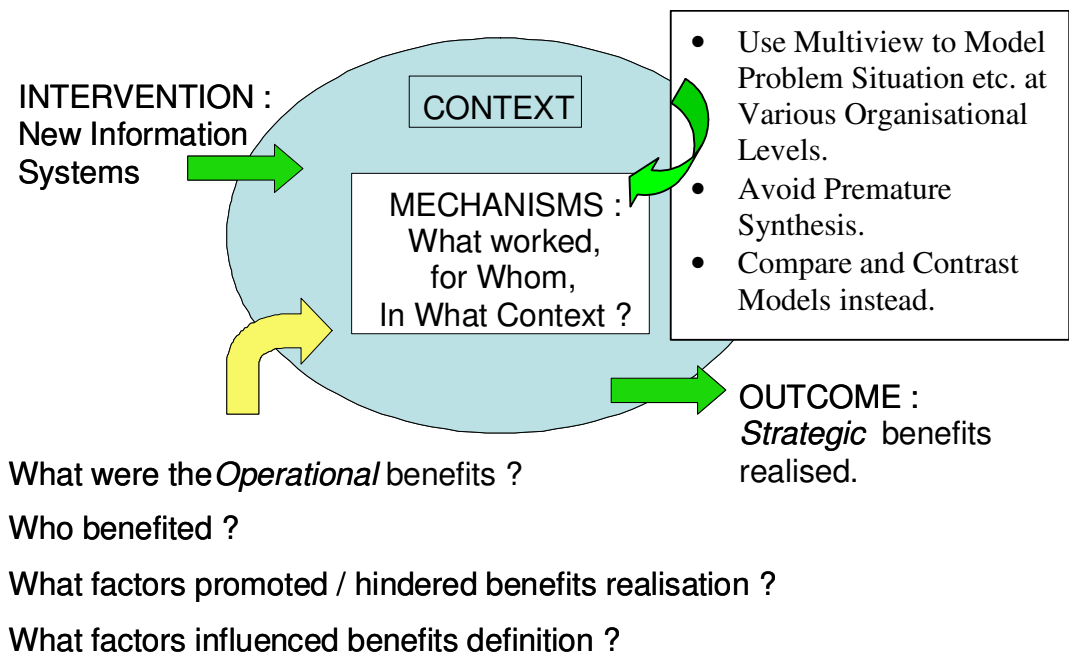 INTERVENTION :
New Information
Systems
CONTEXT
MECHANISMS :
What worked,
for Whom,
In What Context ?
• Use Multiview to Model
Problem Situation etc. at
Various Organisational
Levels.
• Avoid Premature
Synthesis.
• Compare and Contrast
Models instead.
OUTCOME :
Strategic benefits
realised.
What were the Operational benefits ?
Who benefited ?
What factors promoted / hindered benefits realisation ?
What factors influenced benefits definition ?